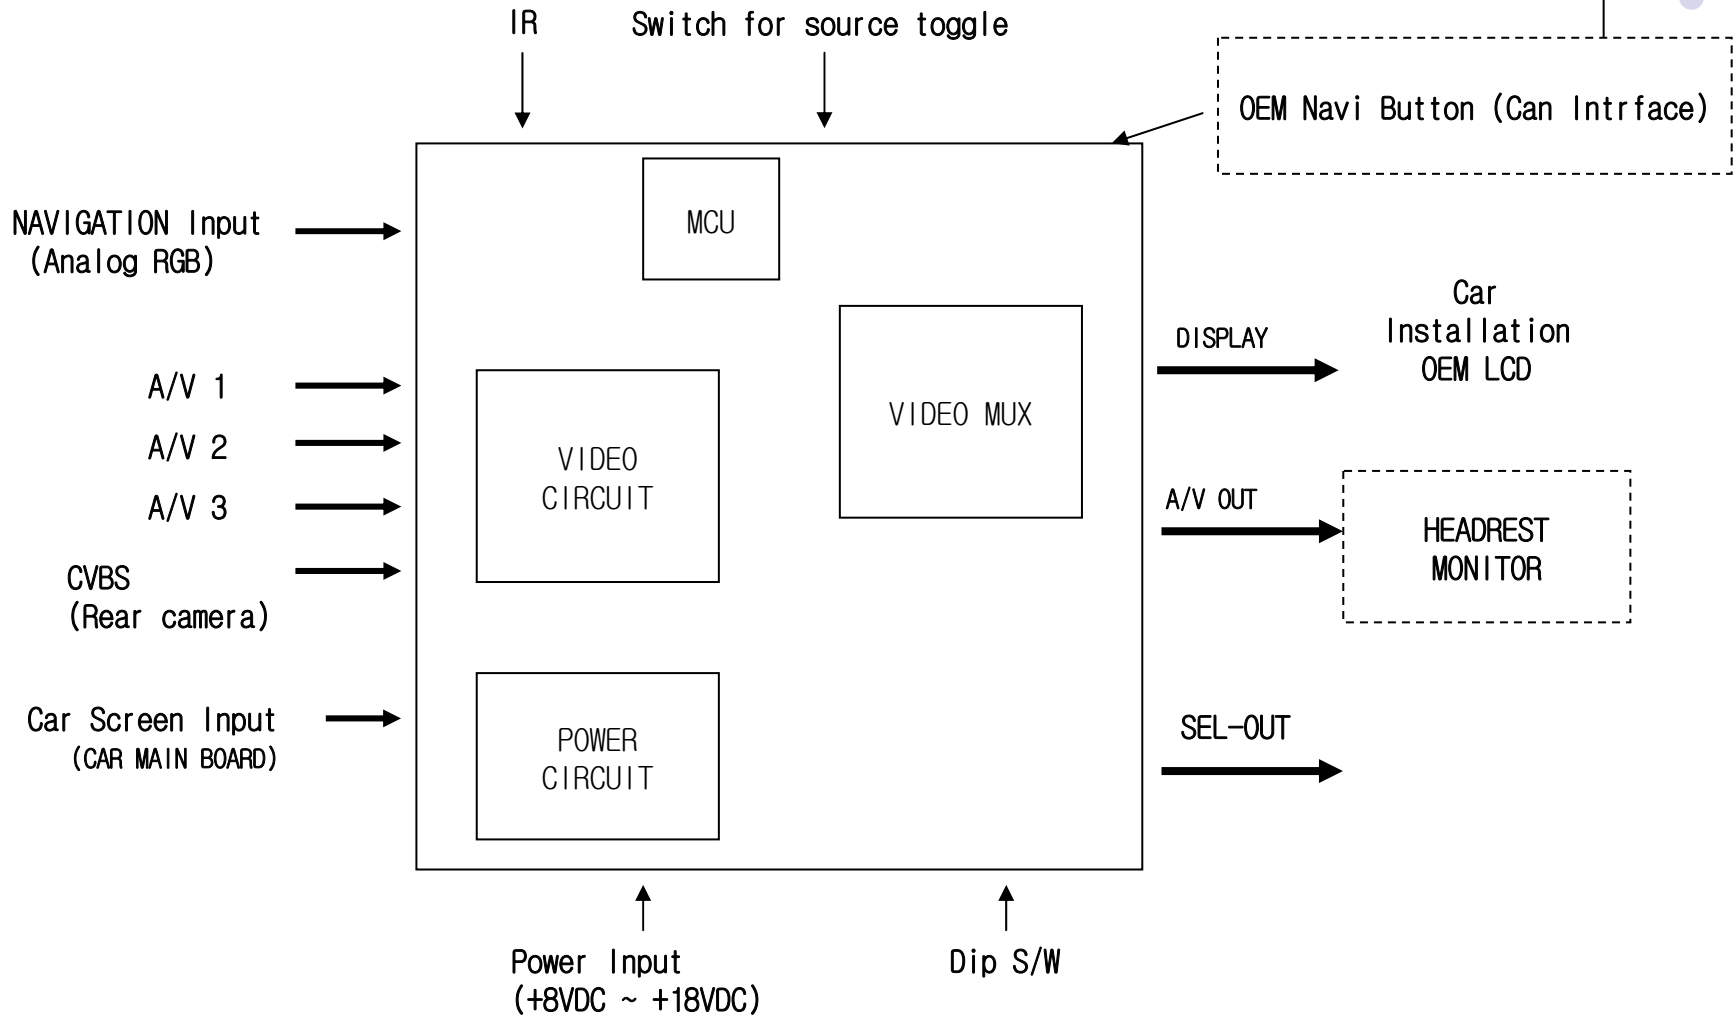 IR
Switch for source toggle
OEM Navi Button (Can Intrface)
MCU
NAVIGATION Input
(Analog RGB)
A/V 1
A/V 2
A/V 3
CVBS
(Rear camera)
Car Screen Input
(CAR MAIN BOARD)
VIDEO
CIRCUIT
VIDEO MUX
POWER
CIRCUIT
DISPLAY
Car
Installation
OEM LCD
A/V OUT
HEADREST
MONITOR
SEL-OUT
Power Input
(+8VDC ~ +18VDC)
Dip S/W